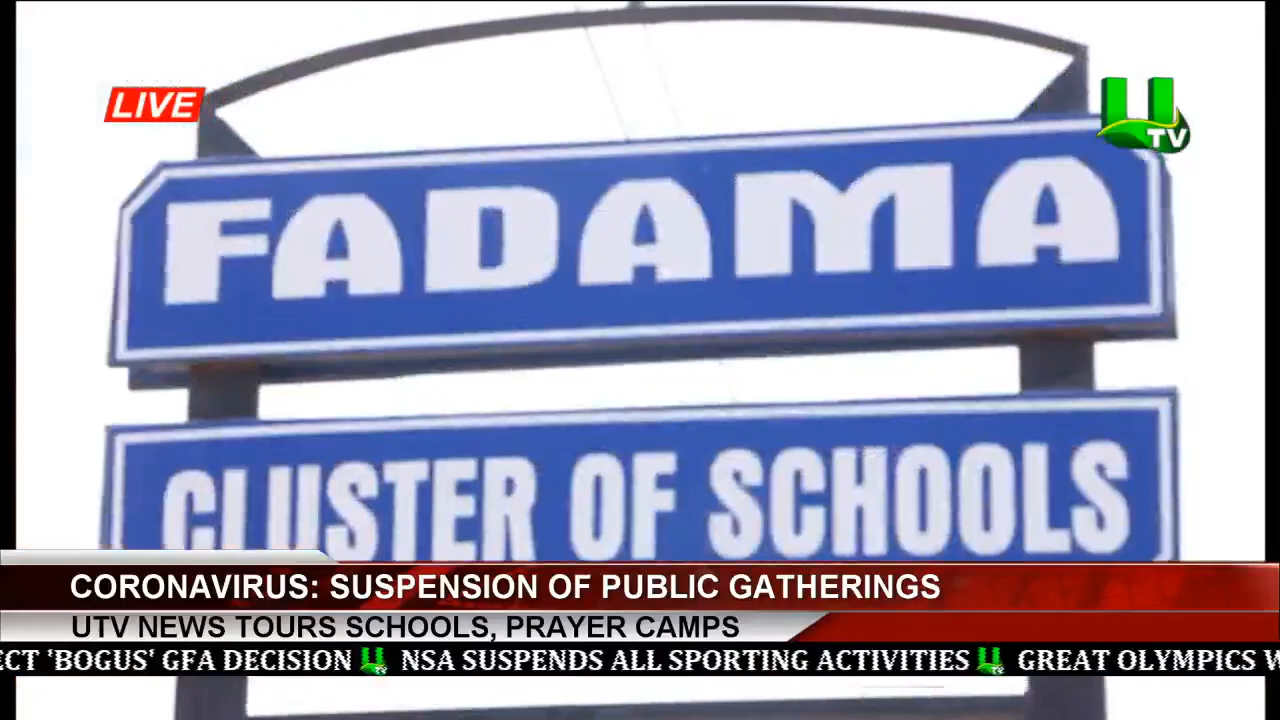 LIVE
U
TV
FADAMA
CLUSTER OF SCHOOLS
CORONAVIRUS: SUSPENSION OF PUBLIC GATHERINGS
UTV NEWS TOURS SCHOOLS, PRAYER CAMPS
'BOGUS' GFA DECISION NSA SUSPENDS ALL SPORTING ACTIVITIES GREAT OLYMPICS